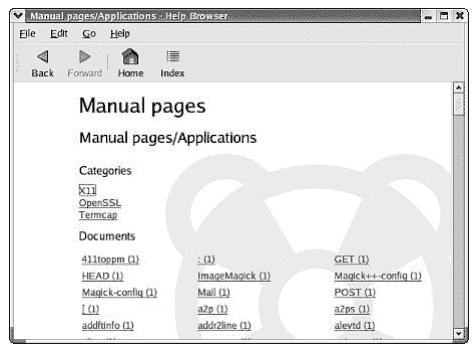 Manual pages/Applications - Help Browser
File Edit Go Help
Back Forward Home Index
Manual pages
Manual pages/Applications
Categories
X11
OpenSSL
Termcap
Documents
411toppm (1) : (1) GET (1)
HEAD (1) ImageMagick (1) Magick++-config (1)
Magick-config (1) Mail (1) POST (1)
[ (1) a2p (1) a2ps (1)
addftinfo (1) addr2line (1) alevtd (1)